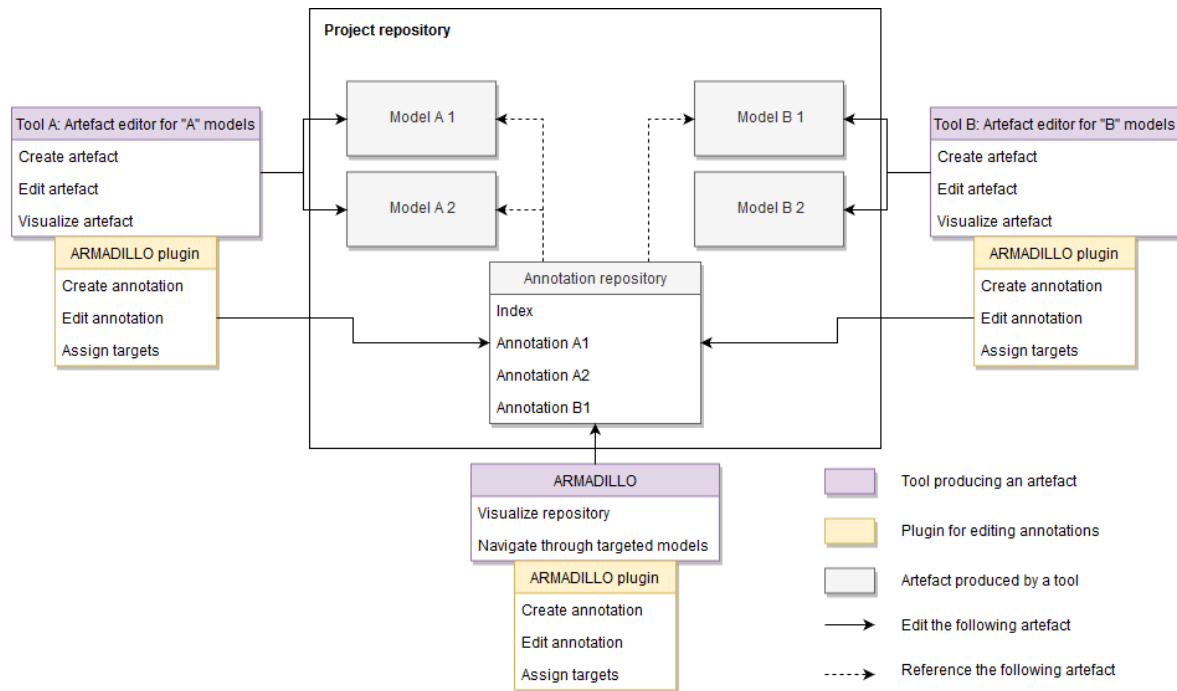 Project repository
Model A 1
Model B 1
Tool A: Artefact editor for "A" models
Create artefact
Edit artefact
Visualize artefact
Tool B: Artefact editor for "B" models
Create artefact
Edit artefact
Visualize artefact
Model A 2
Model B 2
ARMADILLO plugin
Create annotation
Edit annotation
Assign targets
ARMADILLO plugin
Create annotation
Edit annotation
Assign targets
Annotation repository
Index
Annotation A1
Annotation A2
Annotation B1
ARMADILLO
Visualize repository
Navigate through targeted models
ARMADILLO plugin
Create annotation
Edit annotation
Assign targets
Tool producing an artefact
Plugin for editing annotations
Artefact produced by a tool
Edit the following artefact
Reference the following artefact